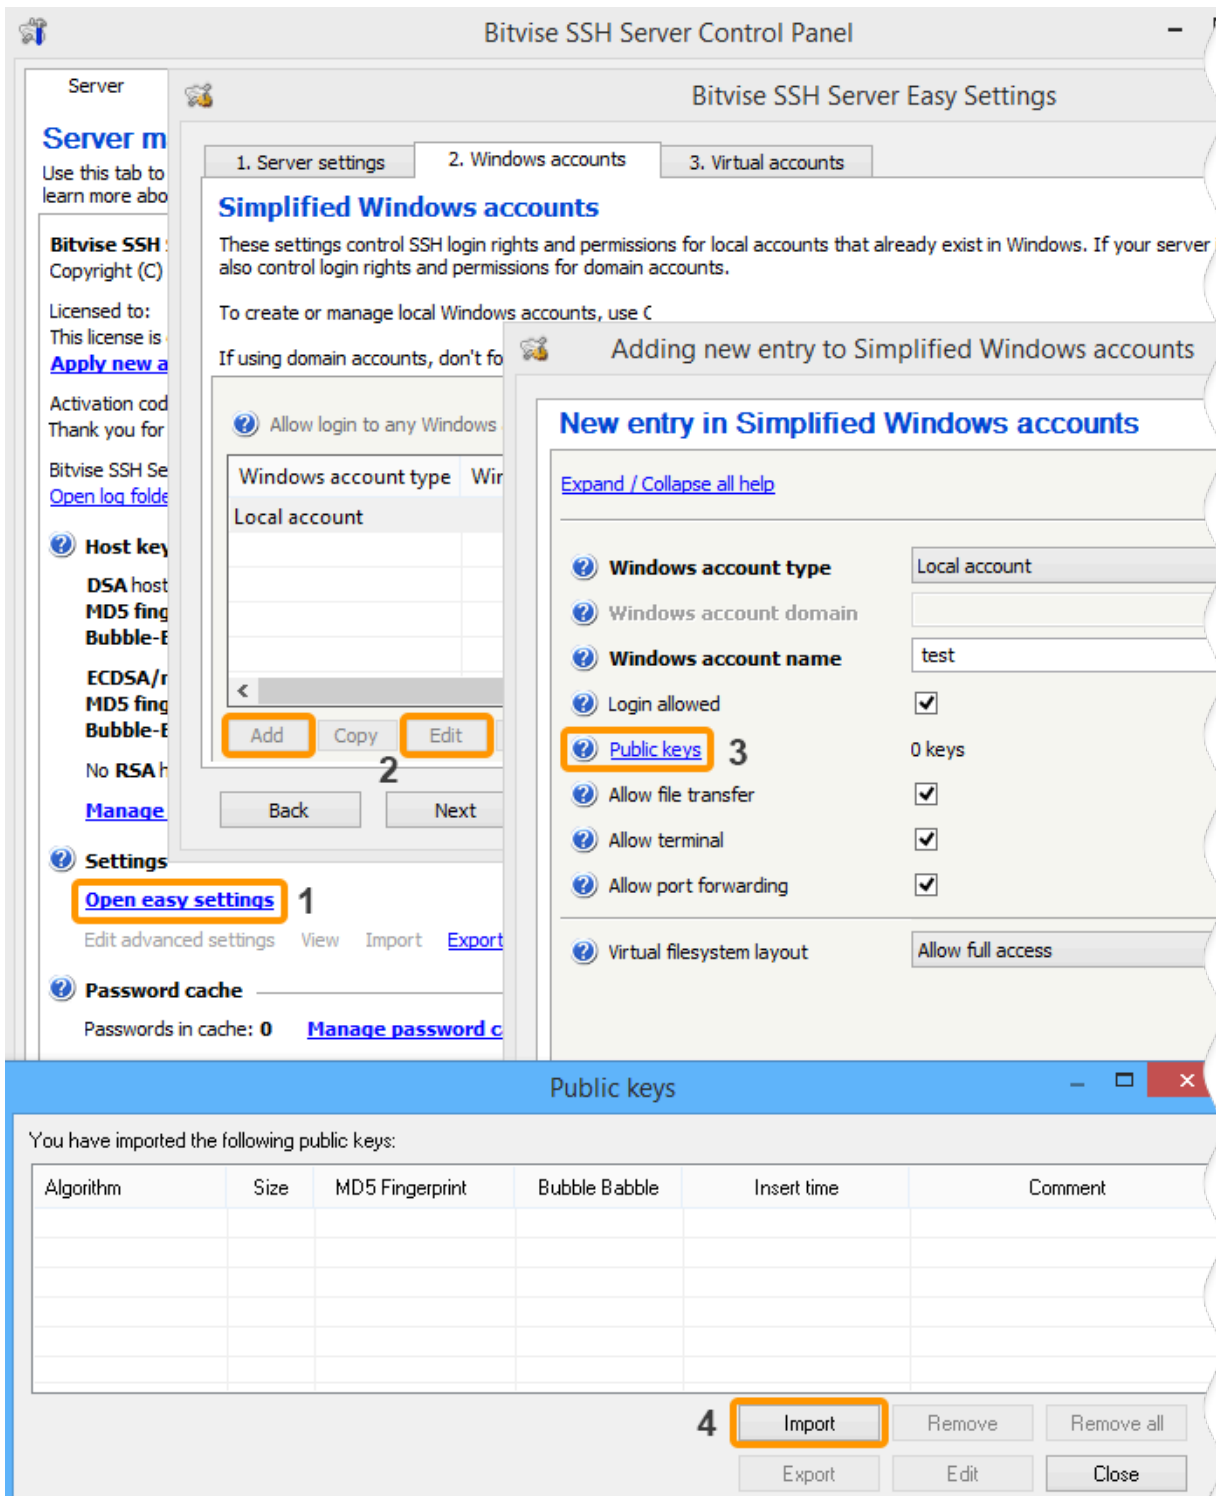 Bitvise SSH Server Control Panel
Server
Bitvise SSH Server Easy Settings
Server m
Use this tab to
learn more abo
1. Server settings
2. Windows accounts
3. Virtual accounts
Simplified Windows accounts
These settings control SSH login rights and permissions for local accounts that already exist in Windows. If your server
also control login rights and permissions for domain accounts.
To create or manage local Windows accounts, use C
If using domain accounts, don't fo
Bitvise SSH
Copyright (C)
Licensed to:
This license is
Apply new a
Activation cod
Thank you for
Bitvise SSH Se
Open log folde
Allow login to any Windows
Windows account type Wir
Local account
Add
Copy
Edit
2
Back
Next
Adding new entry to Simplified Windows accounts
New entry in Simplified Windows accounts
Expand / Collapse all help
Windows account type Local account
Windows account domain
Windows account name test
Login allowed
Public keys 3 0 keys
Allow file transfer
Allow terminal
Allow port forwarding
Virtual filesystem layout Allow full access
Host key
DSA host
MD5 fing
Bubble-B
ECDSA/r
MD5 fing
Bubble-B
No RSA h
Manage
Settings
Open easy settings 1
Edit advanced settings View Import Export
Password cache
Passwords in cache: 0 Manage password c
Public keys
You have imported the following public keys:
Algorithm Size MD5 Fingerprint Bubble Babble Insert time Comment
4 Import Remove Remove all
Export Edit Close